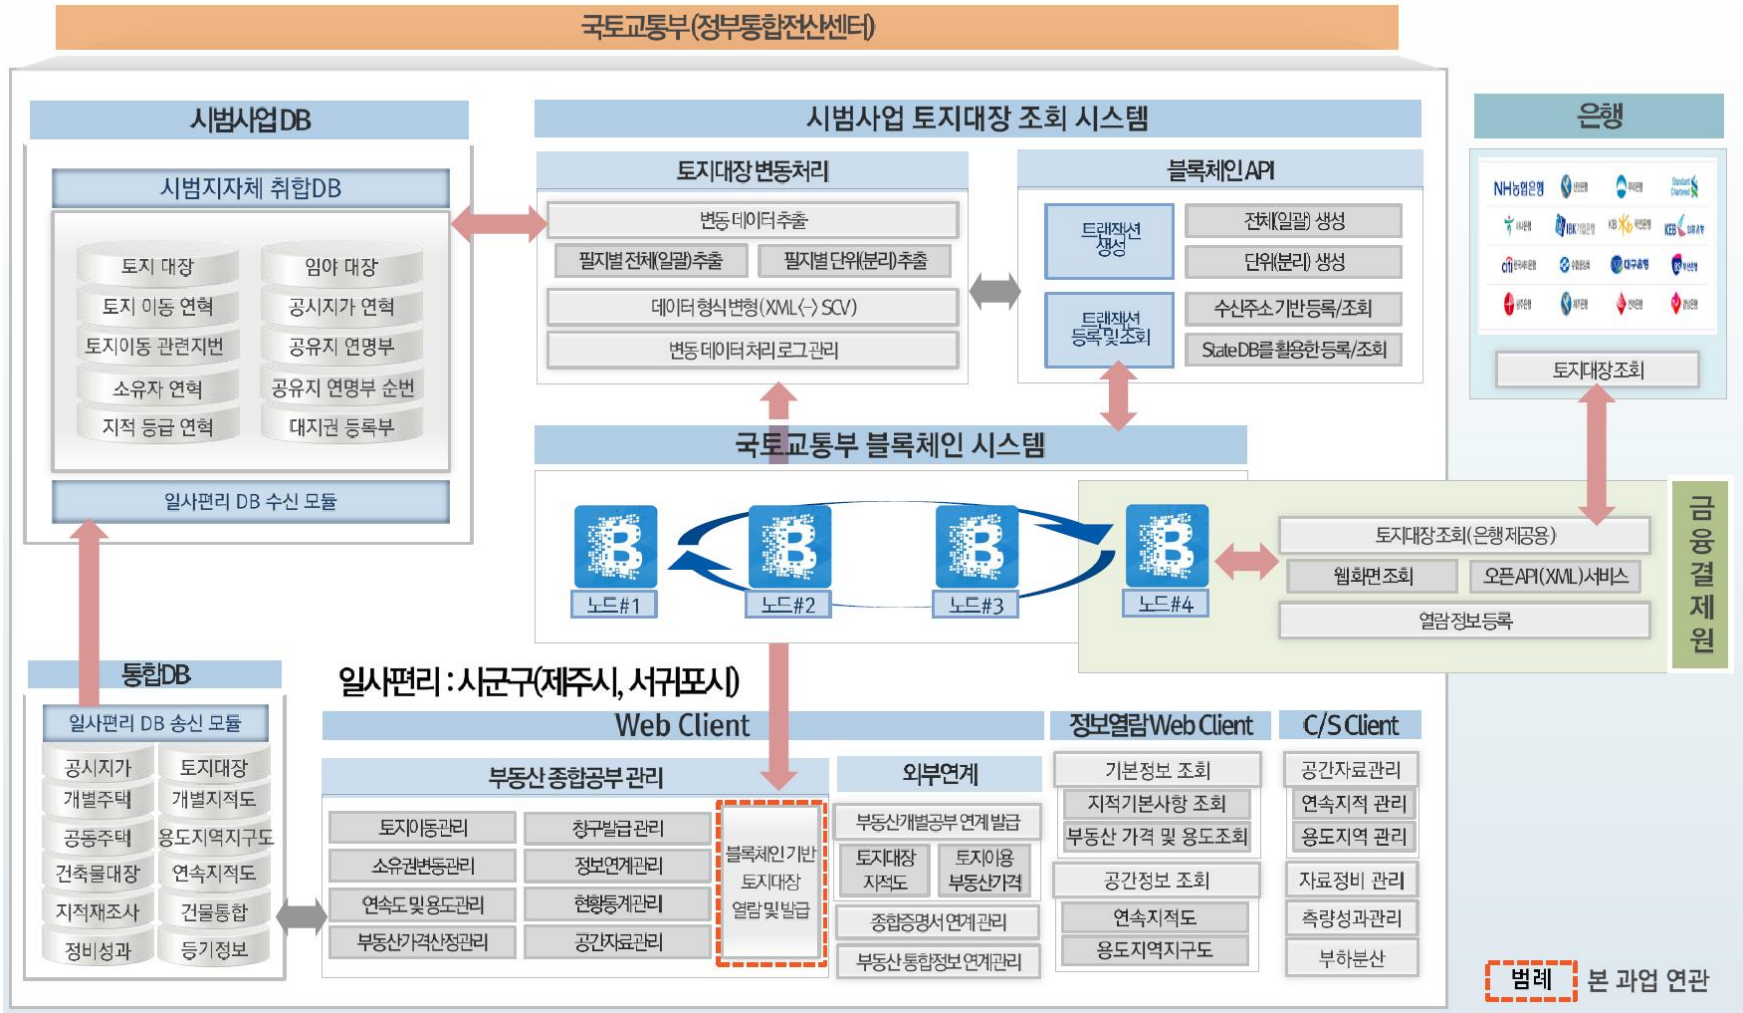 국토교통부(정부통합전산센터)
시범사업 DB
시범지자체 취합DB
토지 대장
임야 대장
토지 이동 연혁
공시지가 연혁
토지이동 관련지번
공유지 연명부
소유자 연혁
공유지 연명부 순번
지적 등급 연혁
대지권 등록부
일사편리 DB 수신 모듈
시범사업 토지대장 조회 시스템
토지대장 변동처리
변동 데이터 추출
필지별 전체(일괄) 추출
필지별 단위(분리) 추출
데이터 형식 변형(XML<-> SCV)
변동 데이터 처리 로그 관리
블록체인 API
트랜잭션
생성
전체(일괄) 생성
단위(분리) 생성
트랜잭션
등록 및 조회
수신주소 기반 등록/조회
State DB를 활용한 등록/조회
은행
NH농협은행
Standard
Chartered
IBK기업은행
KEB
citi
대구은행
토지대장 조회
국토교통부 블록체인 시스템
노드#1
노드#2
노드#3
노드#4
토지대장 조회(은행 제공용)
웹 화면 조회
오픈 API(XML) 서비스
열람 정보 등록
금융결제원
통합DB
일사편리 DB 송신 모듈
공시지가
토지대장
개별주택
개별지적도
공동주택
용도지역지구도
건축물대장
연속지적도
지적재조사
건물통합
정비성과
등기정보
일사편리 : 시군구(제주시, 서귀포시)
Web Client
부동산 종합공부 관리
토지이동관리
창구발급 관리
소유권변동관리
정보연계관리
연속도 및 용도관리
현황통계관리
부동산가격산정관리
공간자료관리
블록체인 기반
토지대장
열람 및 발급
외부연계
부동산개별공부 연계 발급
토지대장
지적도
토지이용
부동산가격
종합증명서 연계 관리
부동산 통합정보 연계관리
정보열람 Web Client
기본정보 조회
지적기본사항 조회
부동산 가격 및 용도조회
공간정보 조회
연속지적도
용도지역지구도
C/S Client
공간자료관리
연속지적 관리
용도지역 관리
자료정비 관리
측량성과관리
부하분산
범례
본 과업 연관